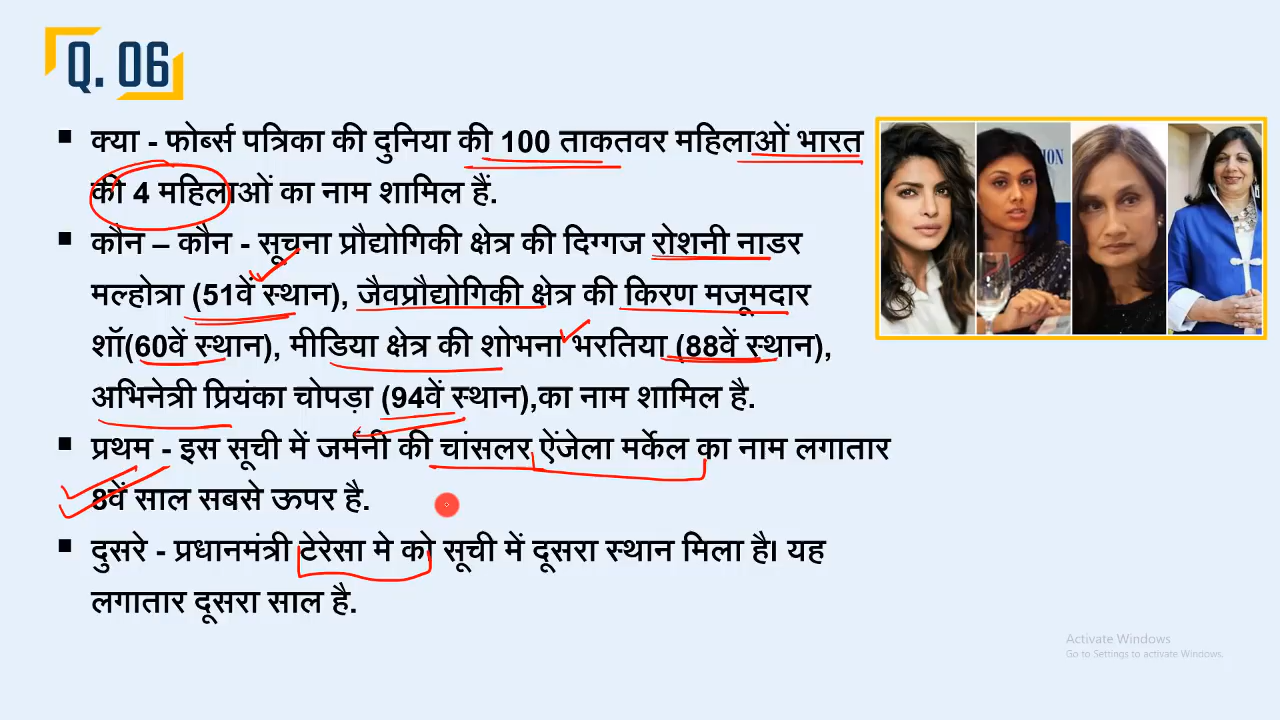 Q. 06
▪ क्या - फोर्ब्स पत्रिका की दुनिया की 100 ताकतवर महिलाओं भारत
की 4 महिलाओं का नाम शामिल हैं.
▪ कौन – कौन - सूचना प्रौद्योगिकी क्षेत्र की दिग्गज रोशनी नाडर
मल्होत्रा (51वें स्थान), जैवप्रौद्योगिकी क्षेत्र की किरण मजूमदार
शॉ(60वें स्थान), मीडिया क्षेत्र की शोभना भरतिया (88वें स्थान),
अभिनेत्री प्रियंका चोपड़ा (94वें स्थान),का नाम शामिल है.
▪ प्रथम - इस सूची में जर्मनी की चांसलर ऐंजेला मर्केल का नाम लगातार
8वें साल सबसे ऊपर है.
▪ दुसरे - प्रधानमंत्री टेरेसा मे को सूची में दूसरा स्थान मिला है। यह
लगातार दूसरा साल है.
ION
Activate Windows
Go to Settings to activate Windows.